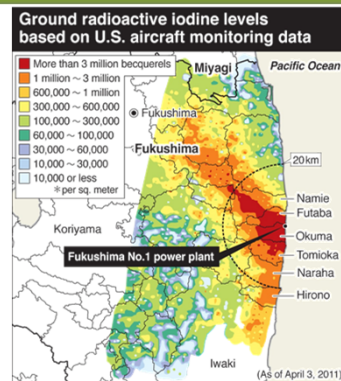 Ground radioactive iodine levels
based on U.S. aircraft monitoring data
More than 3 million becquerels
1 million ~ 3 million
600,000 ~ 1 million
300,000 ~ 600,000
100,000 ~ 300,000
60,000 ~ 100,000
30,000 ~ 60,000
10,000 ~ 30,000
10,000 or less
*per sq. meter
Miyagi
Pacific Ocean
Fukushima
Fukushima
20km
Namie
Futaba
Koriyama
Okuma
Fukushima No.1 power plant
Tomioka
Naraha
Hirono
Iwaki
(As of April 3, 2011)